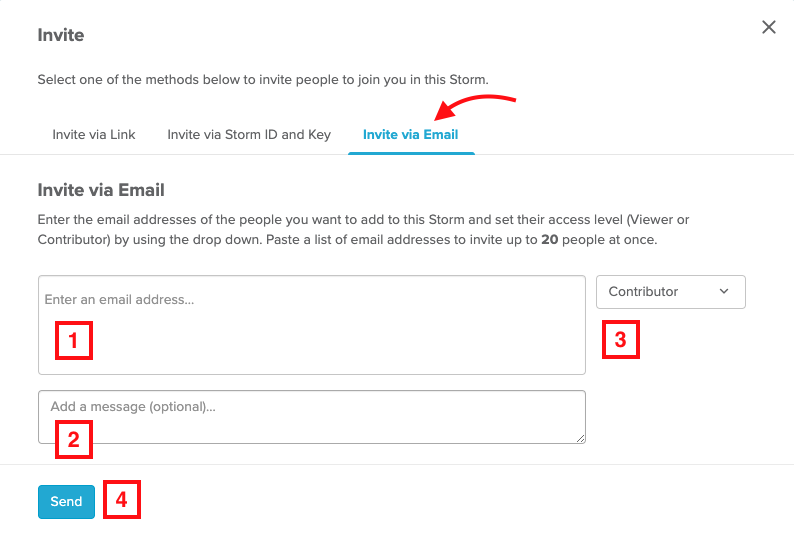 Invite
Select one of the methods below to invite people to join you in this Storm.
Invite via Link Invite via Storm ID and Key Invite via Email
Invite via Email
Enter the email addresses of the people you want to add to this Storm and set their access level (Viewer or
Contributor) by using the drop down. Paste a list of email addresses to invite up to 20 people at once.
Enter an email address...
Contributor
1
3
Add a message (optional)...
2
Send
4